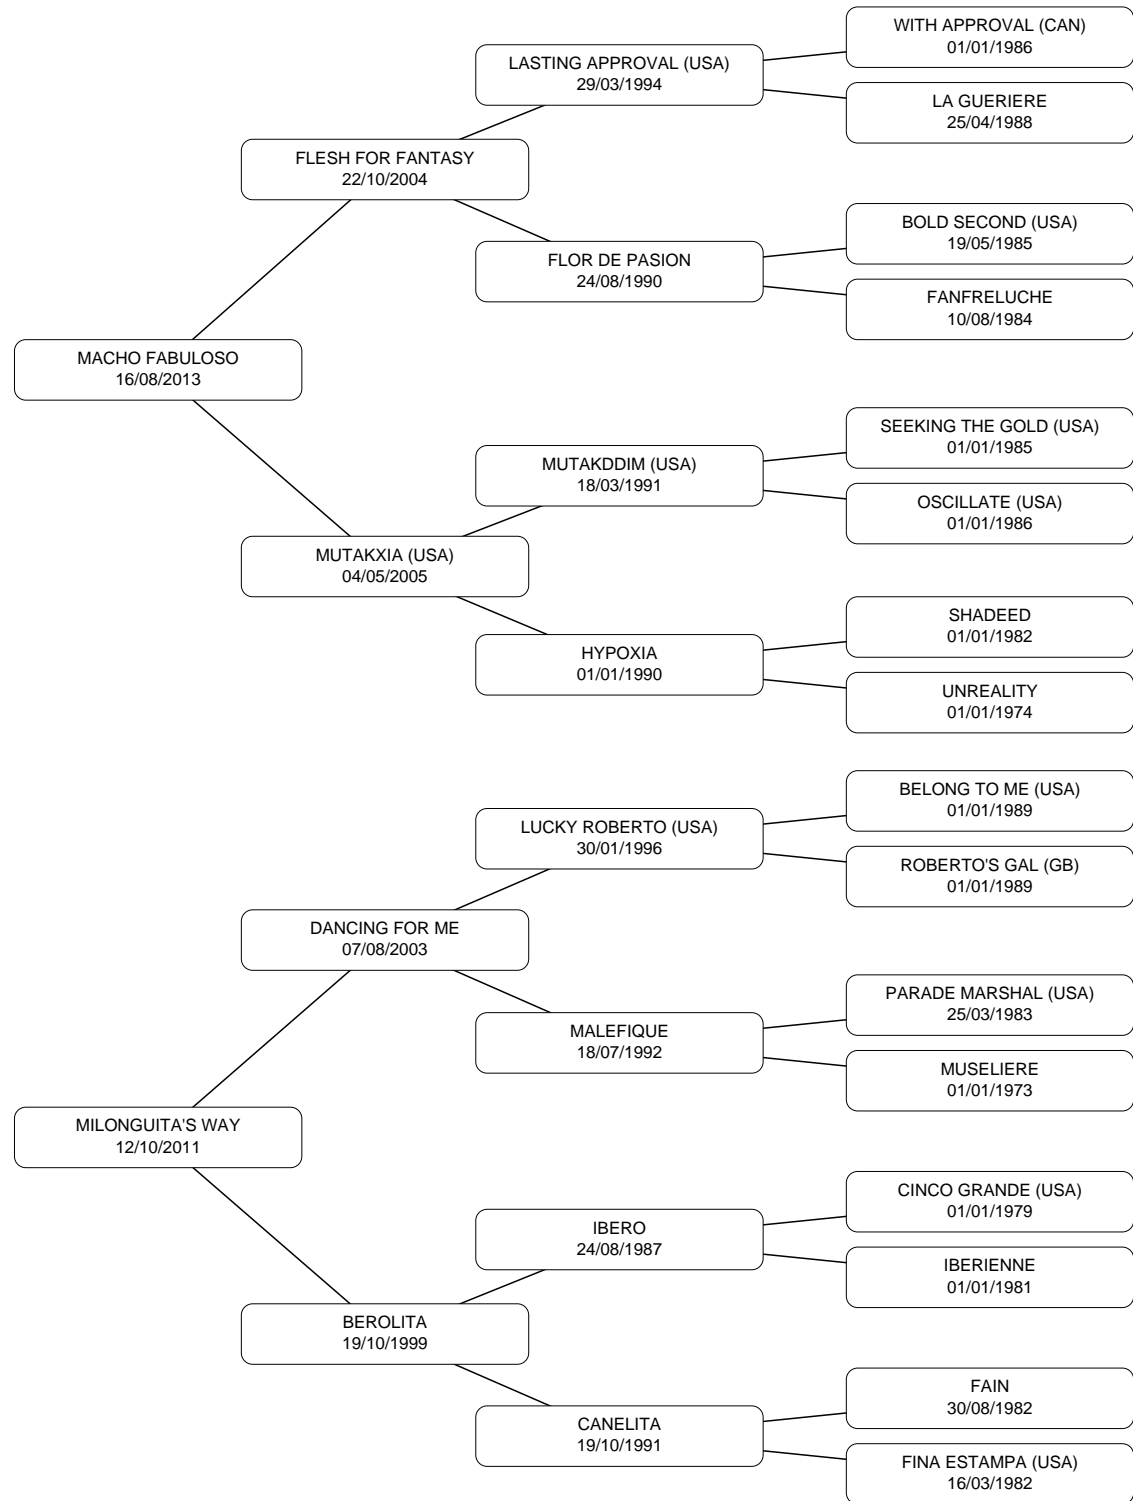 WITH APPROVAL (CAN)
01/01/1986
LASTING APPROVAL (USA)
29/03/1994
LA GUERIERE
25/04/1988
FLESH FOR FANTASY
22/10/2004
BOLD SECOND (USA)
19/05/1985
FLOR DE PASION
24/08/1990
FANFRELUCHE
10/08/1984
MACHO FABULOSO
16/08/2013
SEEKING THE GOLD (USA)
01/01/1985
MUTAKDDIM (USA)
18/03/1991
OSCILLATE (USA)
01/01/1986
MUTAKXIA (USA)
04/05/2005
SHADEED
01/01/1982
HYPOXIA
01/01/1990
UNREALITY
01/01/1974
BELONG TO ME (USA)
01/01/1989
LUCKY ROBERTO (USA)
30/01/1996
ROBERTO'S GAL (GB)
01/01/1989
DANCING FOR ME
07/08/2003
PARADE MARSHAL (USA)
25/03/1983
MALEFIQUE
18/07/1992
MUSELIERE
01/01/1973
MILONGUITA'S WAY
12/10/2011
CINCO GRANDE (USA)
01/01/1979
IBERO
24/08/1987
IBERIENNE
01/01/1981
BEROLITA
19/10/1999
FAIN
30/08/1982
CANELITA
19/10/1991
FINA ESTAMPA (USA)
16/03/1982